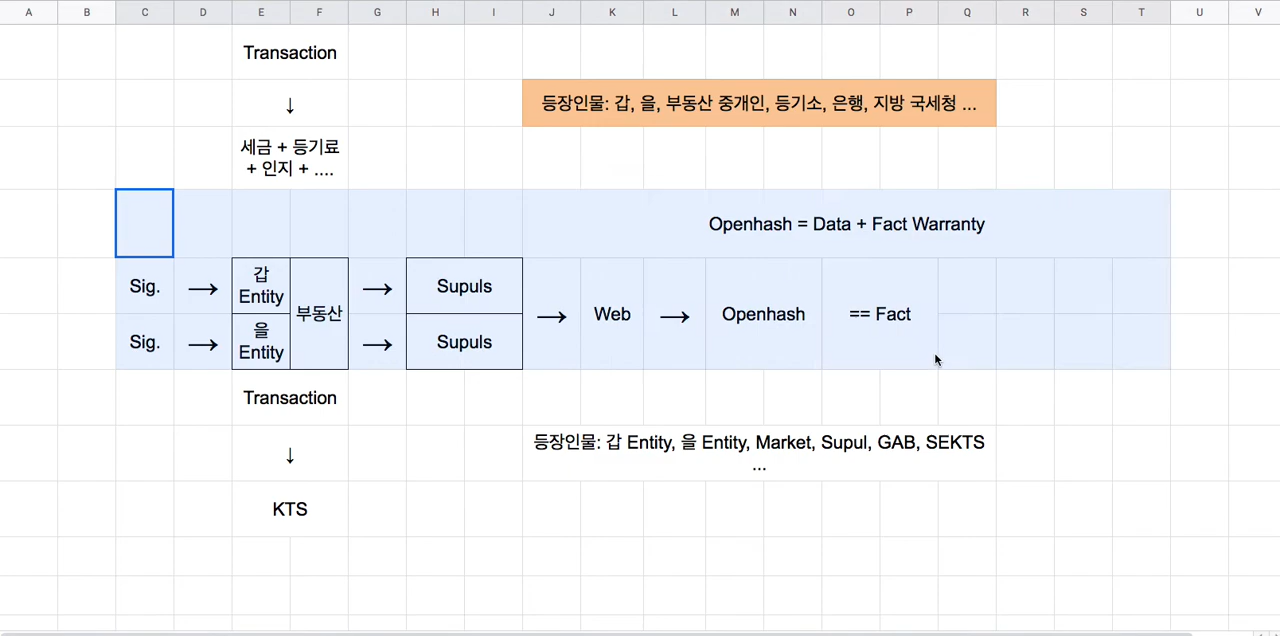 A B C D E F G H I J K L M N O P Q R S T U V
Transaction
↓
등장인물: 갑, 을, 부동산 중개인, 등기소, 은행, 지방 국세청 ...
세금 + 등기료
+ 인지 + ....
Openhash = Data + Fact Warranty
Sig. → 갑
Entity
부동산 → Supuls
Sig. → 을
Entity
→ Supuls
→ Web → Openhash == Fact
Transaction
↓
등장인물: 갑 Entity, 을 Entity, Market, Supul, GAB, SEKTS
...
KTS